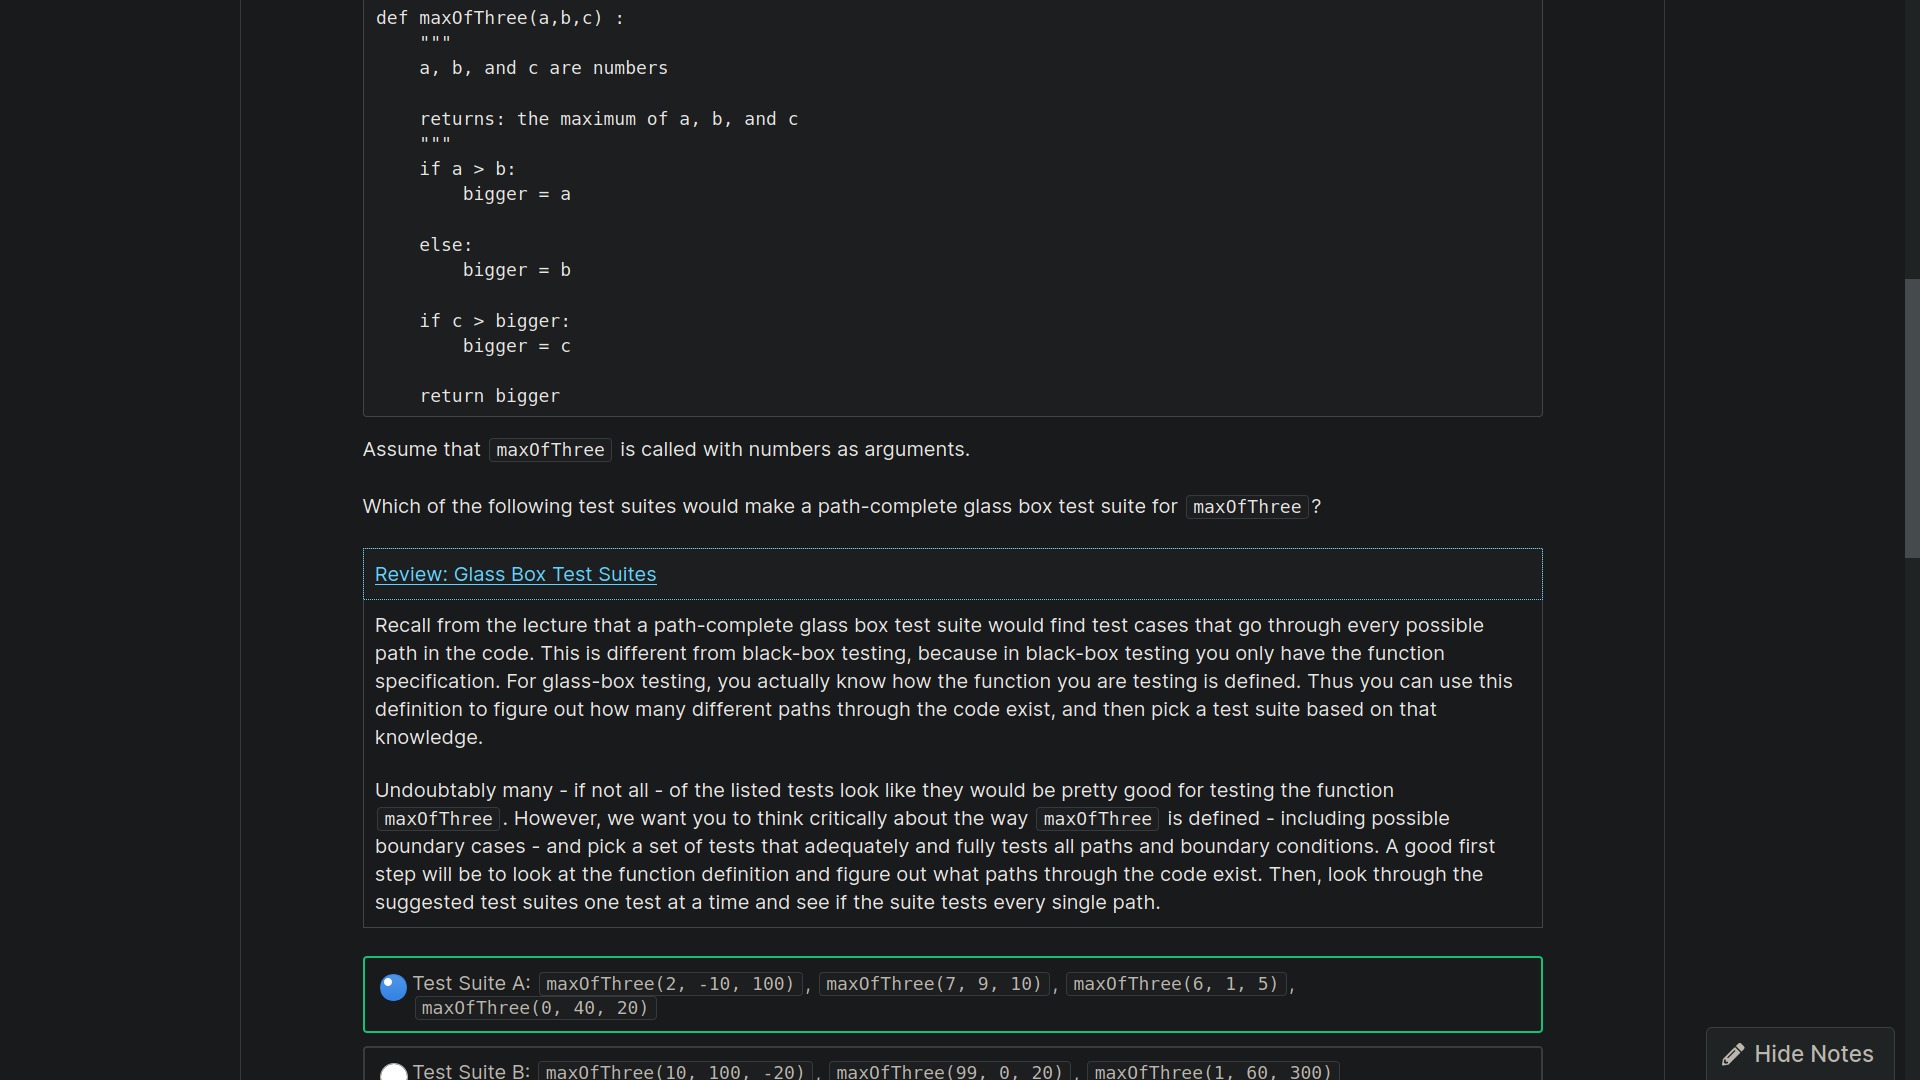 def maxOfThree(a,b,c) :
"""
a, b, and c are numbers
returns: the maximum of a, b, and c
"""
if a > b:
bigger = a
else:
bigger = b
if c > bigger:
bigger = c
return bigger
Assume that maxOfThree is called with numbers as arguments.
Which of the following test suites would make a path-complete glass box test suite for maxOfThree?
Review: Glass Box Test Suites
Recall from the lecture that a path-complete glass box test suite would find test cases that go through every possible
path in the code. This is different from black-box testing, because in black-box testing you only have the function
specification. For glass-box testing, you actually know how the function you are testing is defined. Thus you can use this
definition to figure out how many different paths through the code exist, and then pick a test suite based on that
knowledge.
Undoubtably many - if not all - of the listed tests look like they would be pretty good for testing the function
maxOfThree. However, we want you to think critically about the way maxOfThree is defined - including possible
boundary cases - and pick a set of tests that adequately and fully tests all paths and boundary conditions. A good first
step will be to look at the function definition and figure out what paths through the code exist. Then, look through the
suggested test suites one test at a time and see if the suite tests every single path.
Test Suite A: maxOfThree(2, -10, 100), maxOfThree(7, 9, 10), maxOfThree(6, 1, 5),
maxOfThree(0, 40, 20)
Test Suite B: maxOfThree(10, 100, -20), maxOfThree(99, 0, 20), maxOfThree(1, 60, 300)
Hide Notes